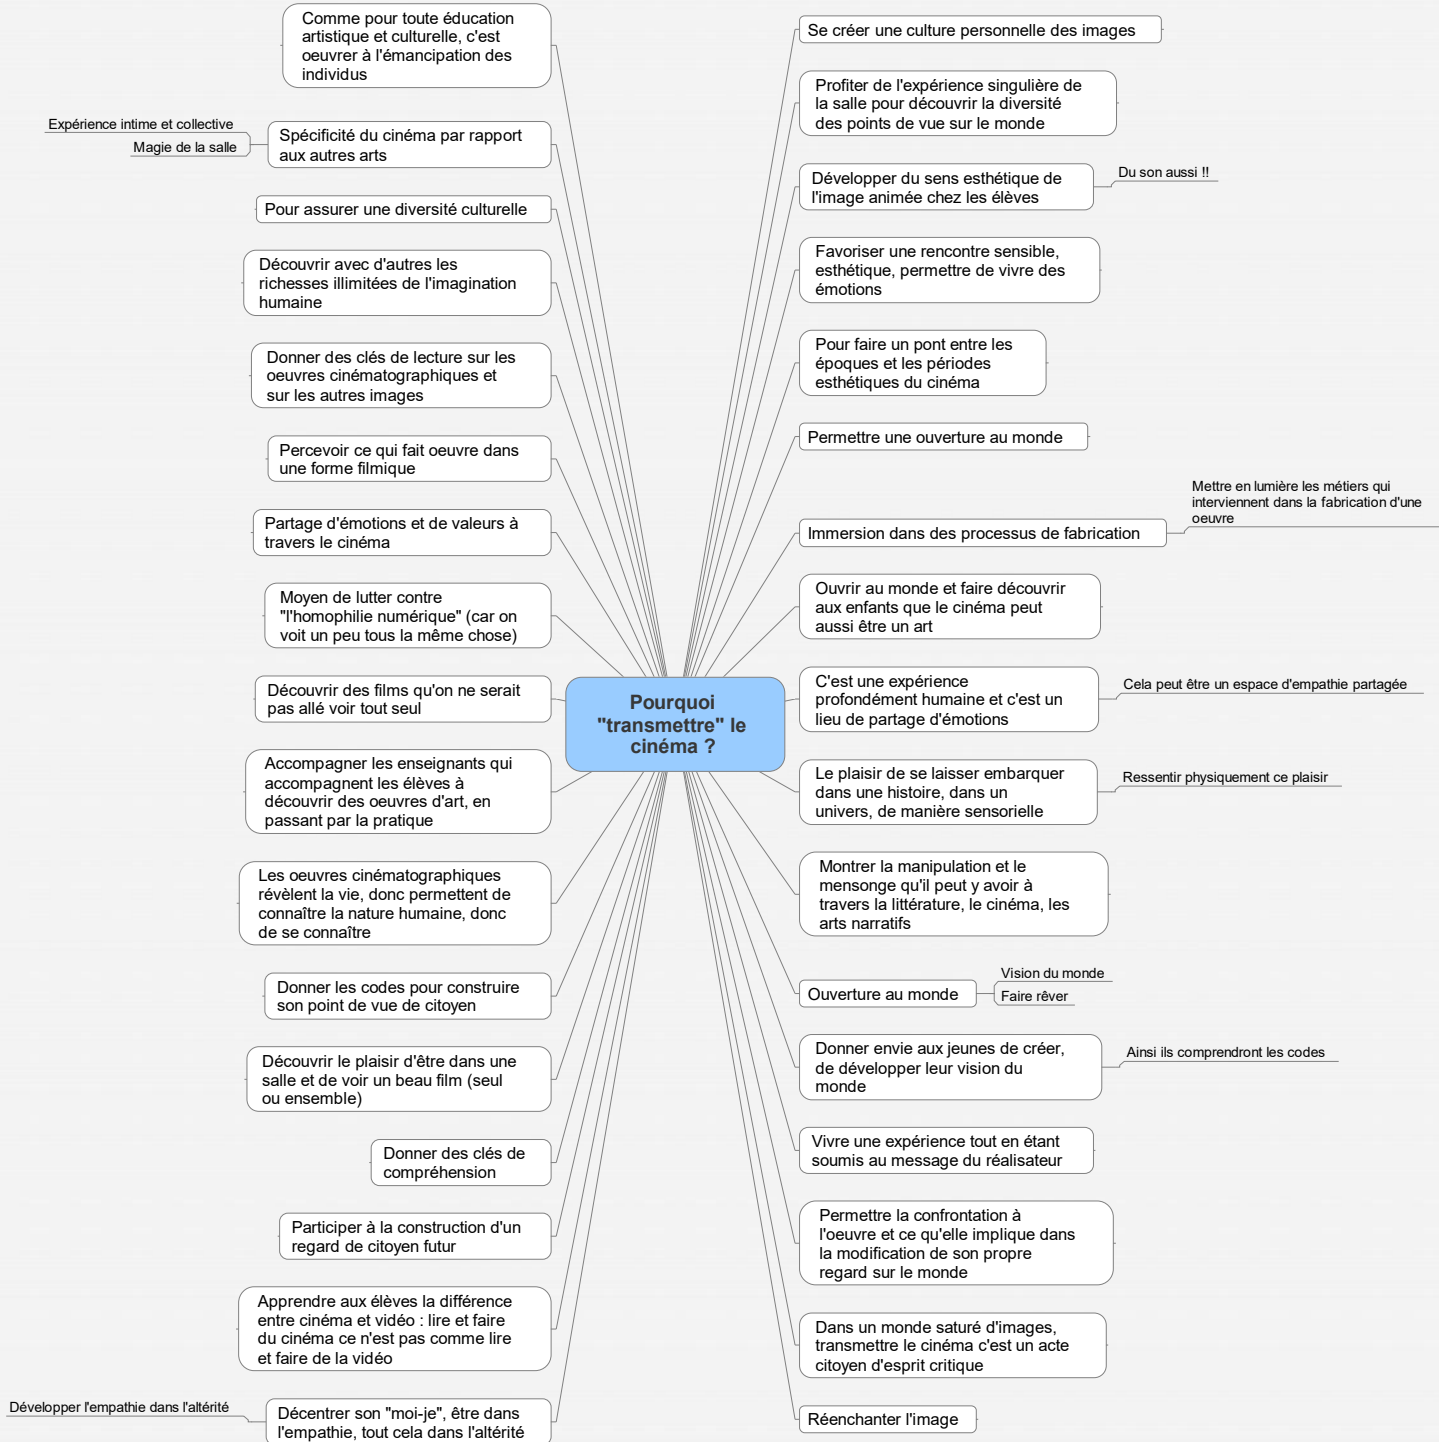 Pourquoi
"transmettre" le
cinéma ?
Comme pour toute éducation
artistique et culturelle, c'est
oeuvrer à l'émancipation des
individus
Expérience intime et collective
Magie de la salle
Spécificité du cinéma par rapport
aux autres arts
Pour assurer une diversité culturelle
Découvrir avec d'autres les
richesses illimitées de l'imagination
humaine
Donner des clés de lecture sur les
oeuvres cinématographiques et
sur les autres images
Percevoir ce qui fait oeuvre dans
une forme filmique
Partage d'émotions et de valeurs à
travers le cinéma
Moyen de lutter contre
"l'homophilie numérique" (car on
voit un peu tous la même chose)
Découvrir des films qu'on ne serait
pas allé voir tout seul
Accompagner les enseignants qui
accompagnent les élèves à
découvrir des oeuvres d'art, en
passant par la pratique
Les oeuvres cinématographiques
révèlent la vie, donc permettent de
connaître la nature humaine, donc
de se connaître
Donner les codes pour construire
son point de vue de citoyen
Découvrir le plaisir d'être dans une
salle et de voir un beau film (seul
ou ensemble)
Donner des clés de
compréhension
Participer à la construction d'un
regard de citoyen futur
Apprendre aux élèves la différence
entre cinéma et vidéo : lire et faire
du cinéma ce n'est pas comme lire
et faire de la vidéo
Développer l'empathie dans l'altérité
Décentrer son "moi-je", être dans
l'empathie, tout cela dans l'altérité
Se créer une culture personnelle des images
Profiter de l'expérience singulière de
la salle pour découvrir la diversité
des points de vue sur le monde
Développer du sens esthétique de
l'image animée chez les élèves
Du son aussi !!
Favoriser une rencontre sensible,
esthétique, permettre de vivre des
émotions
Pour faire un pont entre les
époques et les périodes
esthétiques du cinéma
Permettre une ouverture au monde
Immersion dans des processus de fabrication
Mettre en lumière les métiers qui
interviennent dans la fabrication d'une
oeuvre
Ouvrir au monde et faire découvrir
aux enfants que le cinéma peut
aussi être un art
C'est une expérience
profondément humaine et c'est un
lieu de partage d'émotions
Cela peut être un espace d'empathie partagée
Le plaisir de se laisser embarquer
dans une histoire, dans un
univers, de manière sensorielle
Ressentir physiquement ce plaisir
Montrer la manipulation et le
mensonge qu'il peut y avoir à
travers la littérature, le cinéma, les
arts narratifs
Ouverture au monde
Vision du monde
Faire rêver
Donner envie aux jeunes de créer,
de développer leur vision du
monde
Ainsi ils comprendront les codes
Vivre une expérience tout en étant
soumis au message du réalisateur
Permettre la confrontation à
l'oeuvre et ce qu'elle implique dans
la modification de son propre
regard sur le monde
Dans un monde saturé d'images,
transmettre le cinéma c'est un acte
citoyen d'esprit critique
Réenchanter l'image